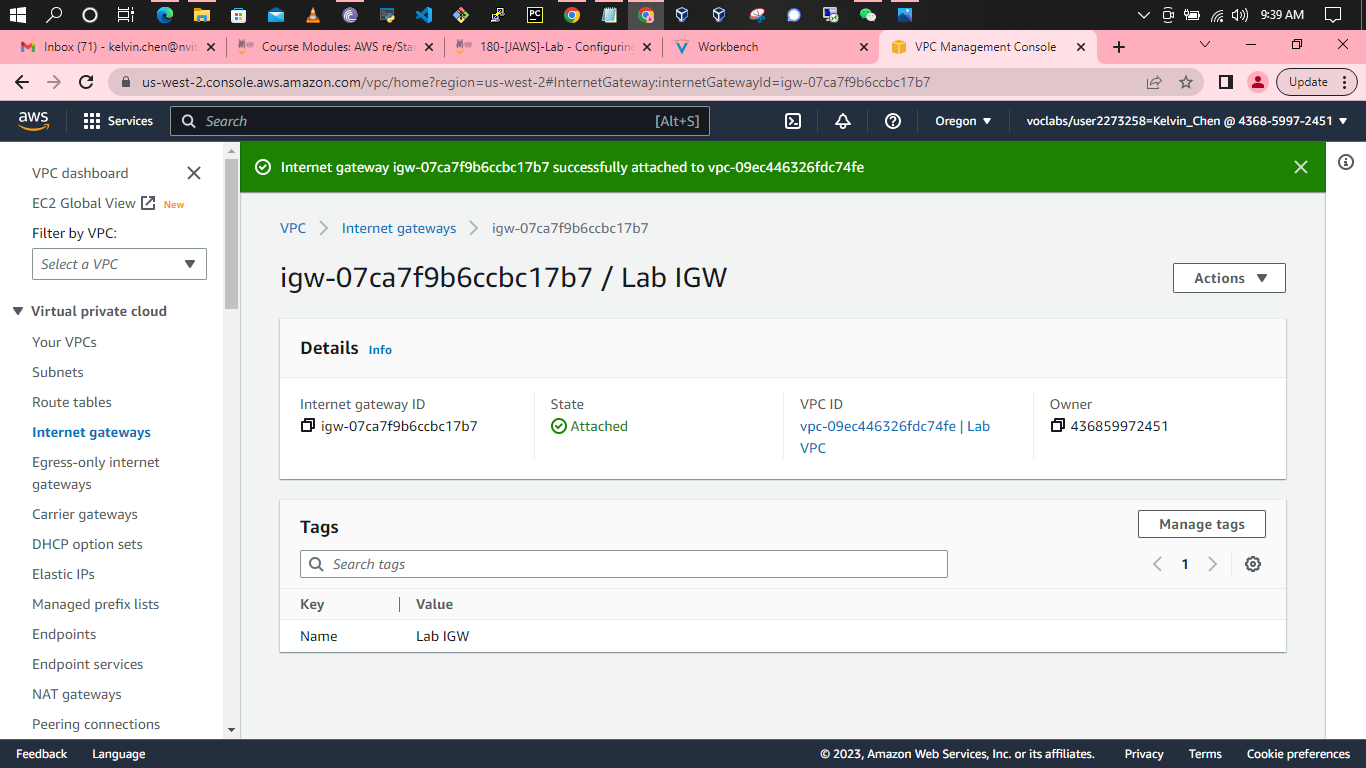 9:39 AM
Inbox (71) - kelvin.chen@nvit
Course Modules: AWS re/Star
180-[JAWS]-Lab - Configuring
Workbench
VPC Management Console
us-west-2.console.aws.amazon.com/vpc/home?region=us-west-2#InternetGateway:internetGatewayId=igw-07ca7f9b6ccbc17b7
Update
aws
Services
Search
[Alt+S]
Oregon
voclabs/user2273258=Kelvin_Chen @ 4368-5997-2451
VPC dashboard
EC2 Global View New
Filter by VPC:
Select a VPC
Virtual private cloud
Your VPCs
Subnets
Route tables
Internet gateways
Egress-only internet
gateways
Carrier gateways
DHCP option sets
Elastic IPs
Managed prefix lists
Endpoints
Endpoint services
NAT gateways
Peering connections
Internet gateway igw-07ca7f9b6ccbc17b7 successfully attached to vpc-09ec446326fdc74fe
VPC Internet gateways igw-07ca7f9b6ccbc17b7
igw-07ca7f9b6ccbc17b7 / Lab IGW
Actions
Details Info
Internet gateway ID
igw-07ca7f9b6ccbc17b7
State
Attached
VPC ID
vpc-09ec446326fdc74fe | Lab
VPC
Owner
436859972451
Tags
Manage tags
Search tags
1
Key Value
Name Lab IGW
Feedback Language
© 2023, Amazon Web Services, Inc. or its affiliates. Privacy Terms Cookie preferences